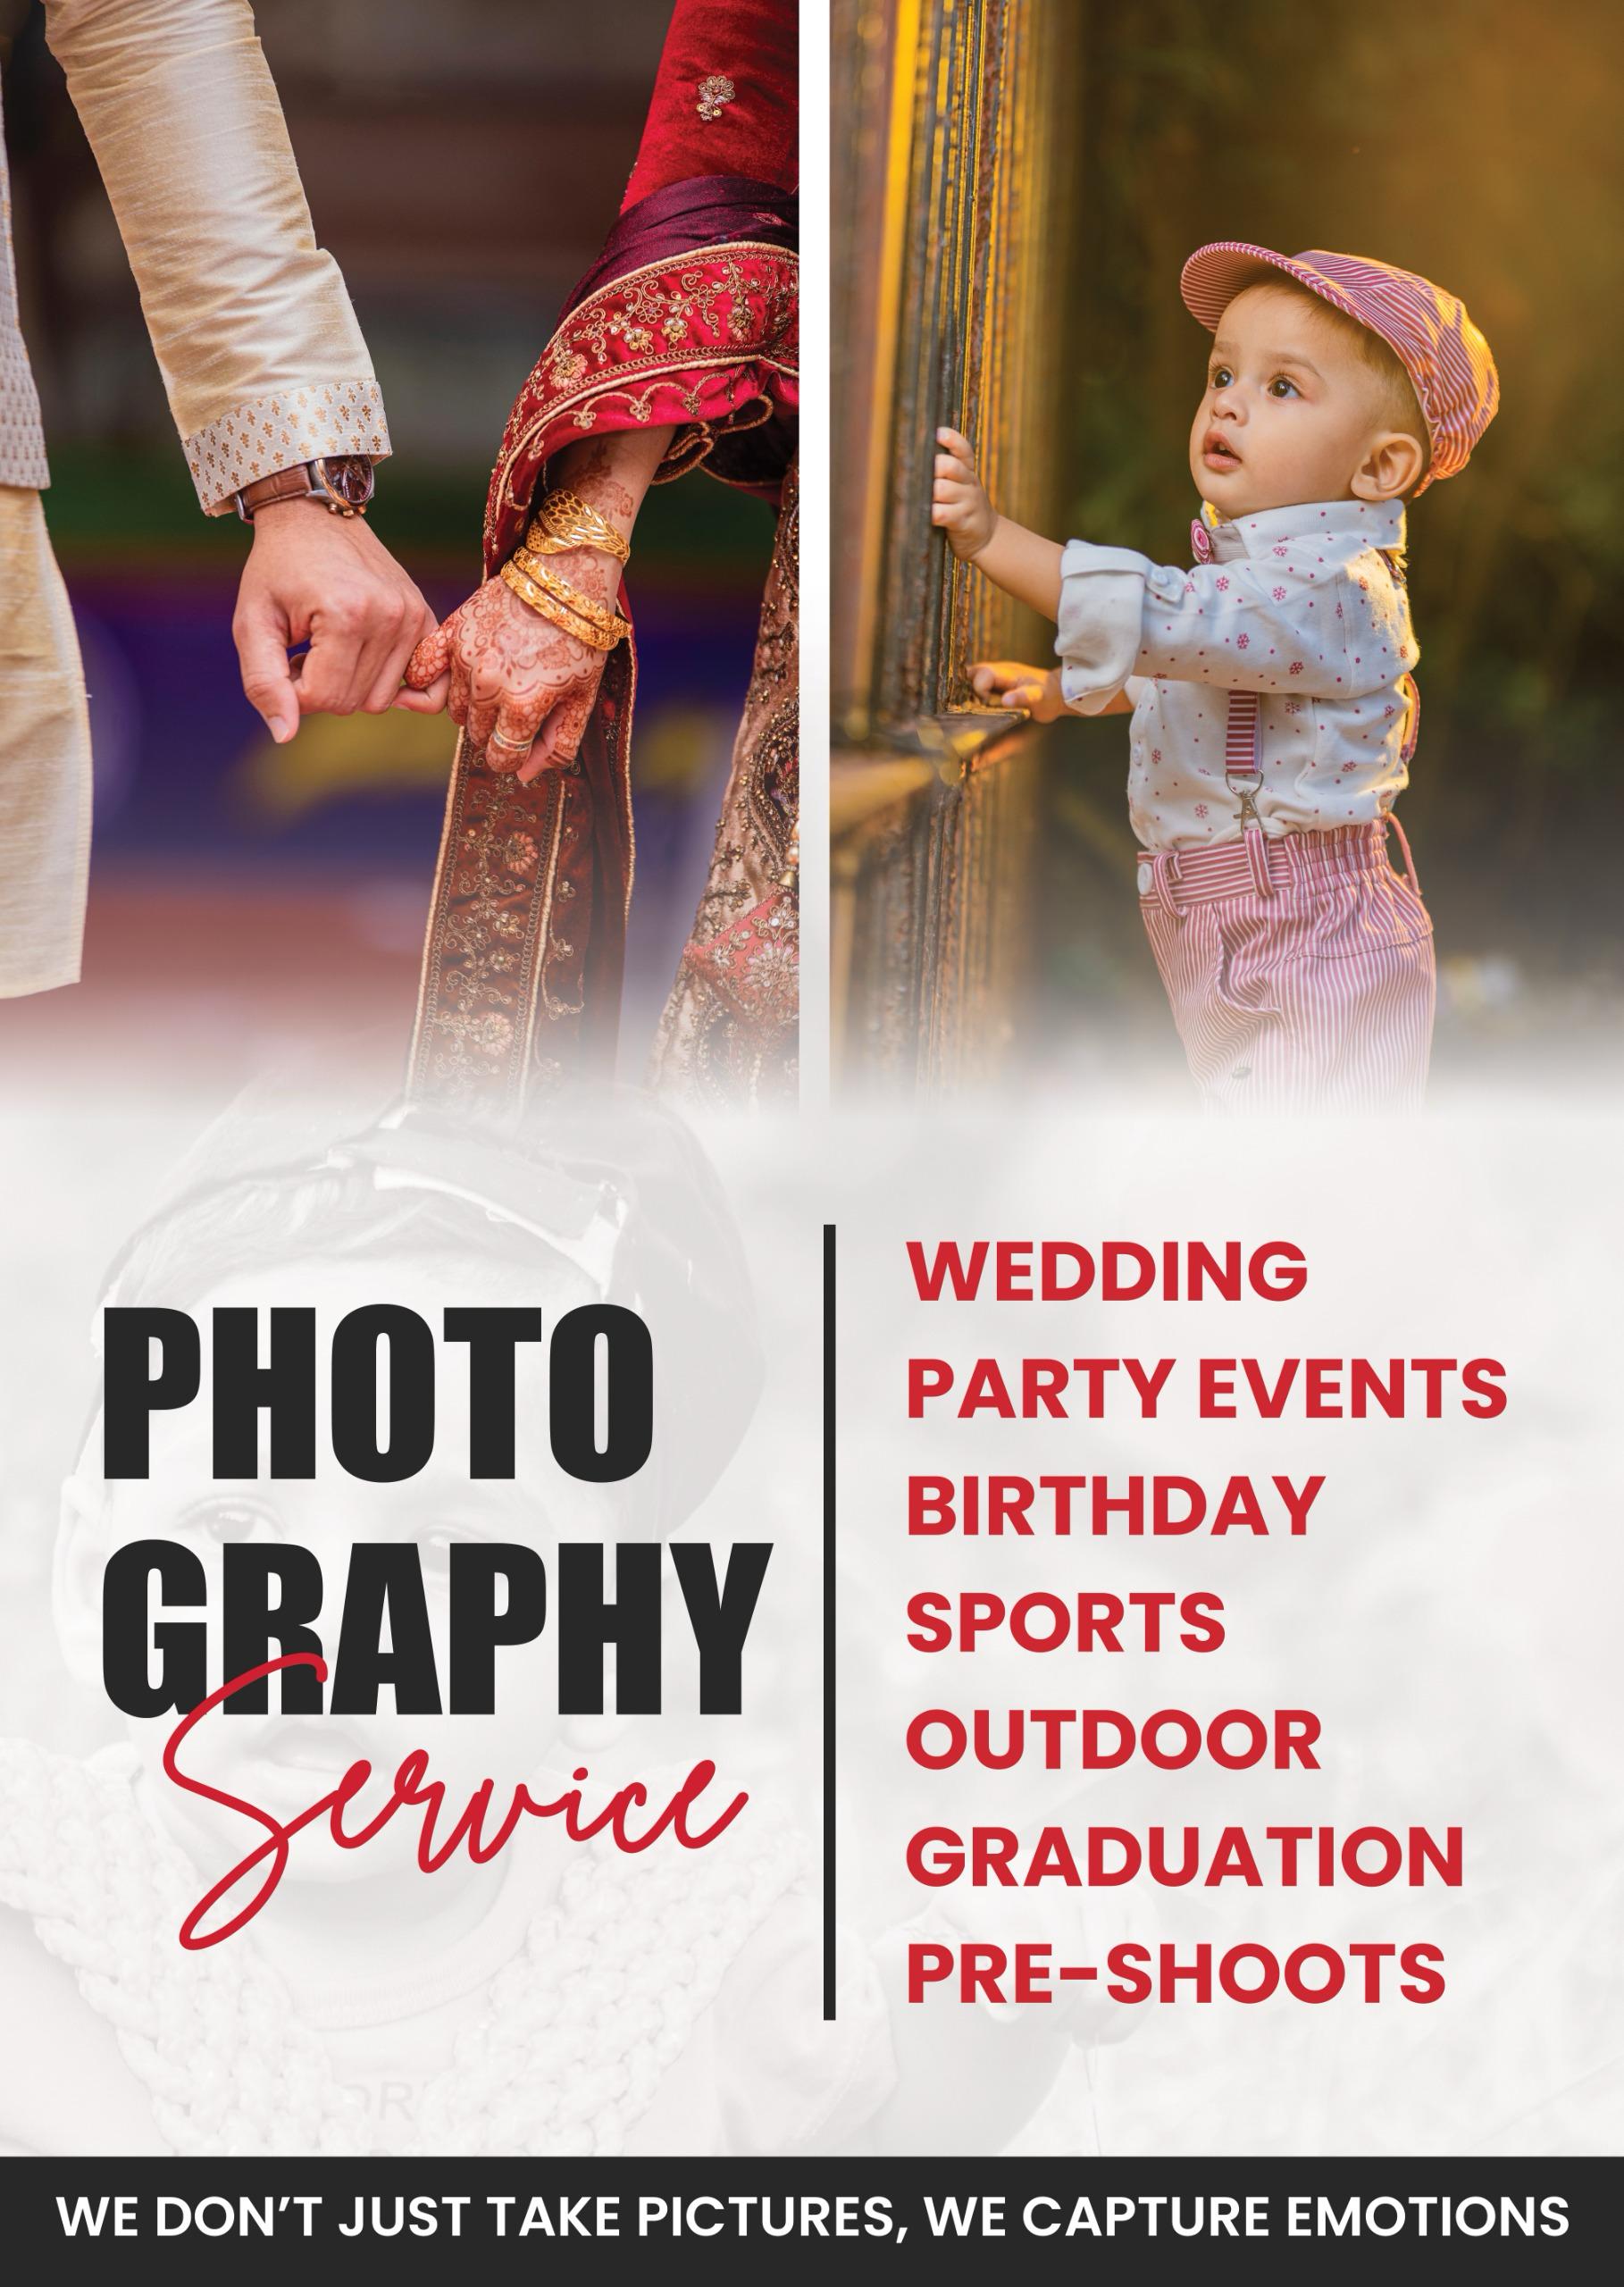 PHOTO
GRAPHY
Service
WEDDING
PARTY EVENTS
BIRTHDAY
SPORTS
OUTDOOR
GRADUATION
PRE-SHOOTS
WE DON'T JUST TAKE PICTURES, WE CAPTURE EMOTIONS